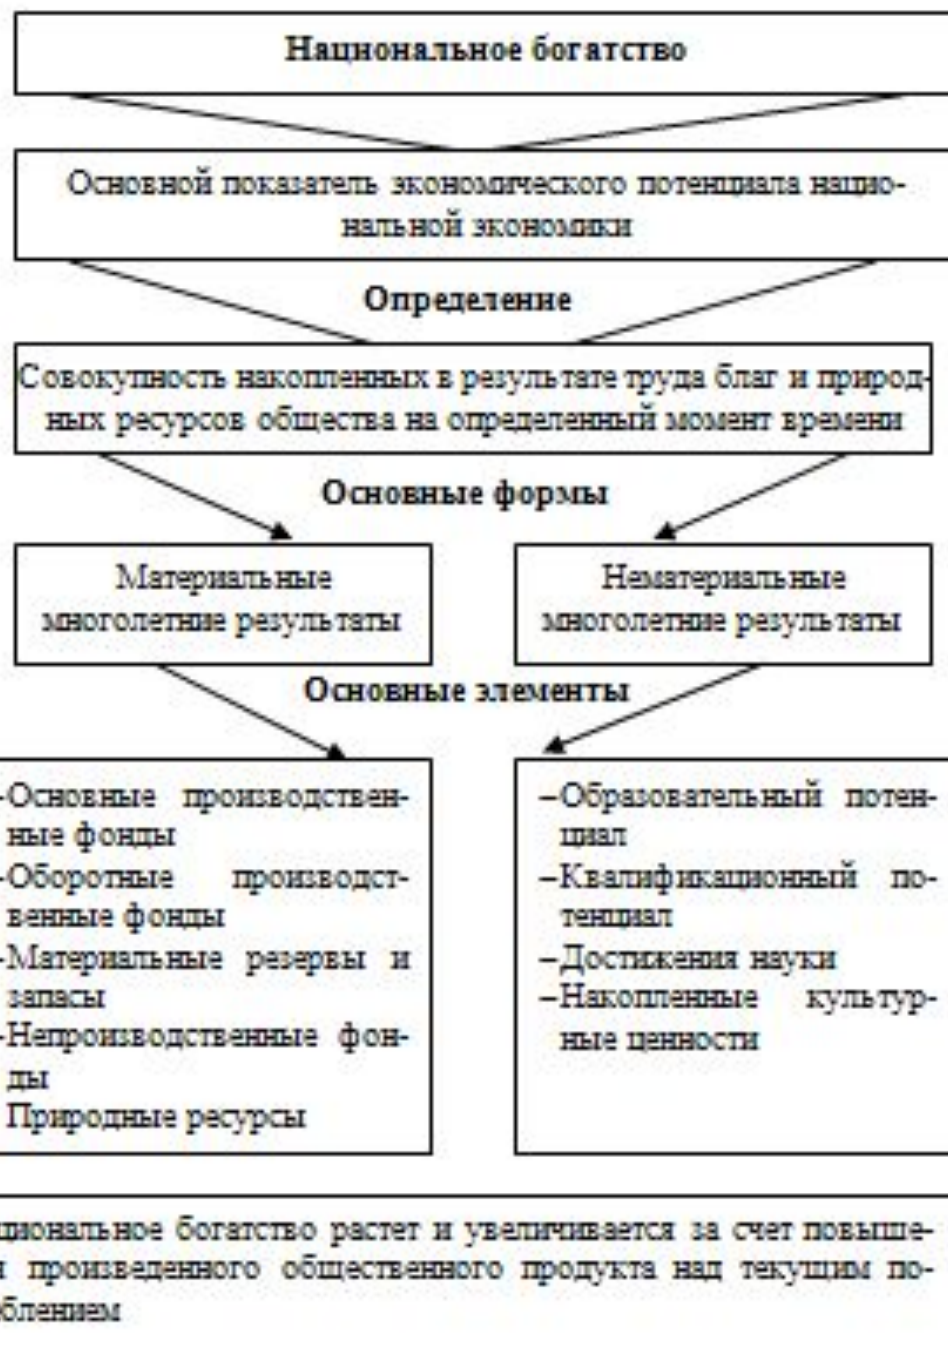 Национальное богатство
Основной показатель экономического потенциала нацио-
нальной экономики
Определение
Совокупность накопленных в результате труда благ и природ-
ных ресурсов общества на определенный момент времени
Основные формы
Материальные
многолетние результаты
Нематериальные
многолетние результаты
Основные элементы
-Основные производствен-
ные фонды
-Оборотные производст-
венные фонды
-Материальные резервы и
запасы
-Непроизводственные фон-
ды
Природные ресурсы
–Образовательный потен-
циал
–Квалификационный по-
тенциал
–Достижения науки
–Накопленные культур-
ные ценности
циональное богатство растет и увеличивается за счет повыше-
произведенного общественного продукта над текущим по-
блением